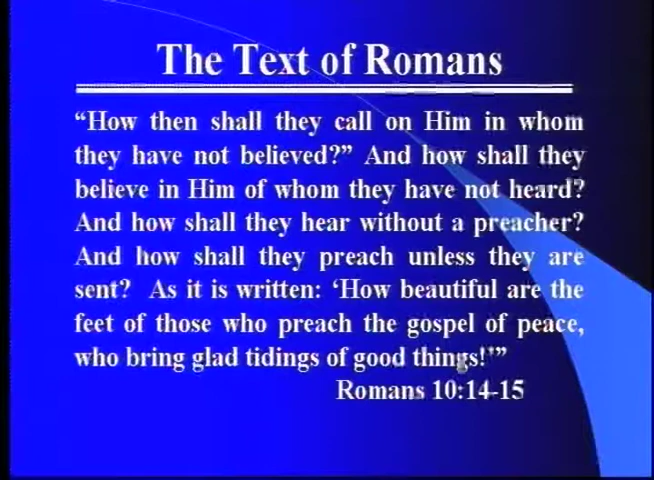 The Text of Romans
“How then shall they call on Him in whom
they have not believed?” And how shall they
believe in Him of whom they have not heard?
And how shall they hear without a preacher?
And how shall they preach unless they are
sent? As it is written: ‘How beautiful are the
feet of those who preach the gospel of peace,
who bring glad tidings of good things!’”
Romans 10:14-15